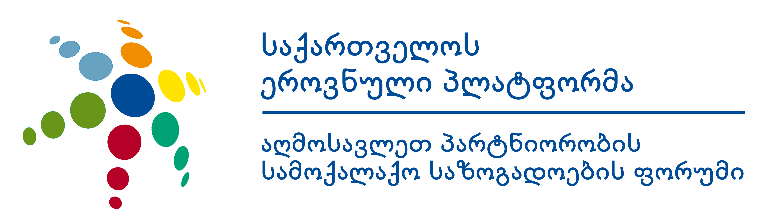 საქართველოს
ეროვნული პლატფორმა
აღმოსავლეთ პარტნიორობის
სამოქალაქო საზოგადოების ფორუმი